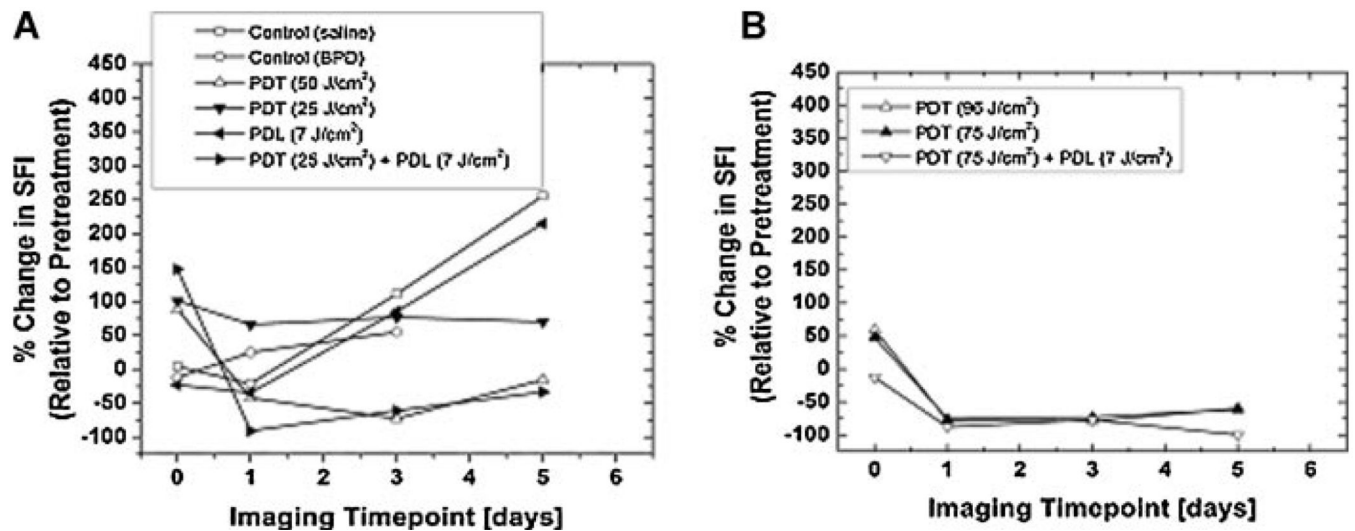 A
Control (saline)
Control (BPD)
PDT (50 J/cm²)
PDT (25 J/cm²)
PDL (7 J/cm²)
PDT (25 J/cm²) + PDL (7 J/cm²)
% Change in SFI
(Relative to Pretreatment)
450
400
350
300
250
200
150
100
50
0
-50
-100
0 1 2 3 4 5 6
Imaging Timepoint [days]
B
PDT (96 J/cm²)
PDT (75 J/cm²)
PDT (75 J/cm²) + PDL (7 J/cm²)
% Change in SFI
(Relative to Pretreatment)
450
400
350
300
250
200
150
100
50
0
-50
-100
0 1 2 3 4 5 6
Imaging Timepoint [days]